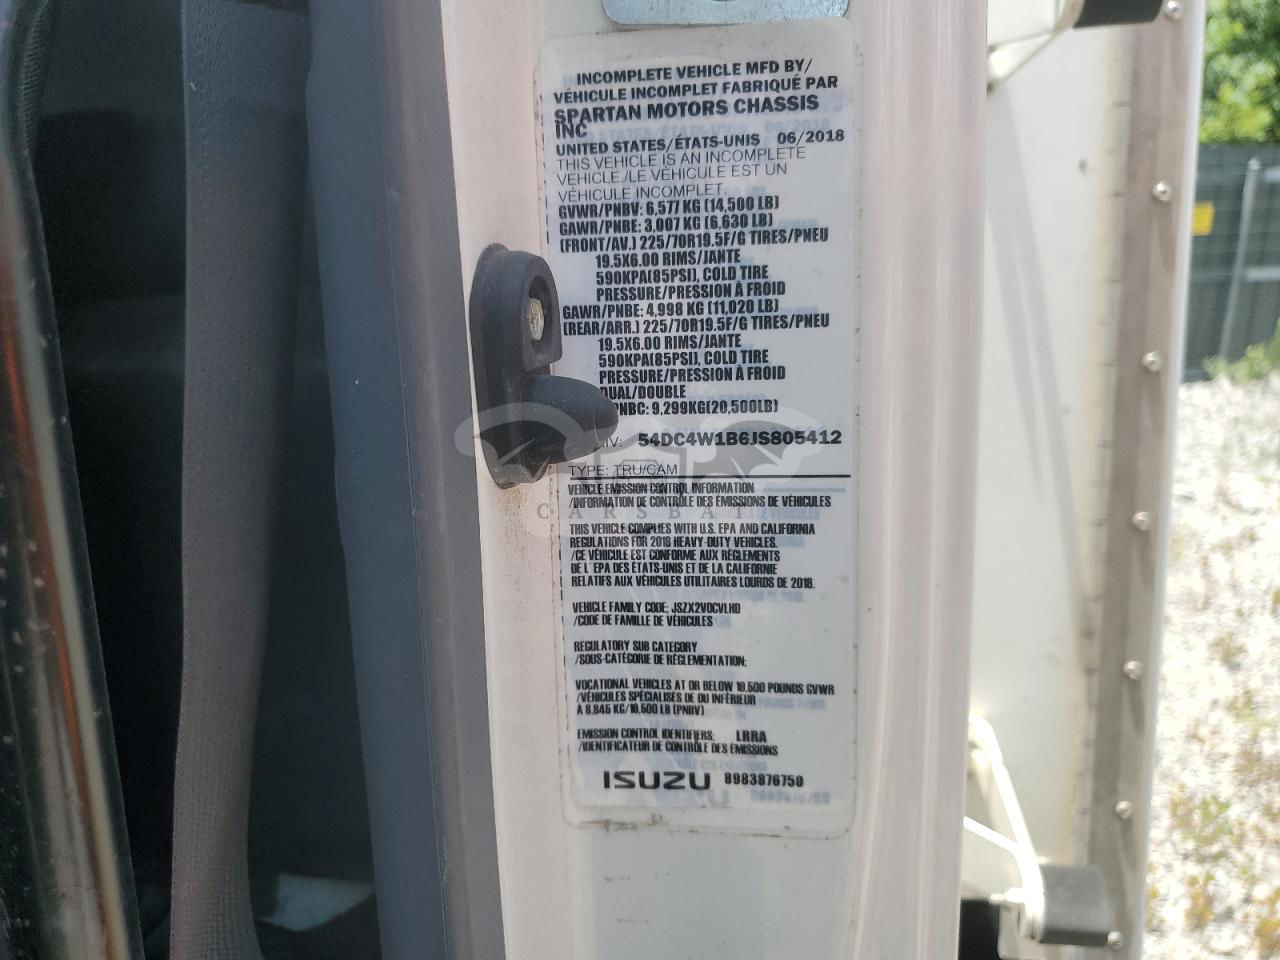 INCOMPLETE VEHICLE MFD BY/
VÉHICULE INCOMPLET FABRIQUÉ PAR
SPARTAN MOTORS CHASSIS
INC
UNITED STATES/ÉTATS-UNIS 06/2018
THIS VEHICLE IS AN INCOMPLETE
VEHICLE./LE VÉHICULE EST UN
VÉHICULE INCOMPLET.
GVWR/PNBV: 6,577 KG (14,500 LB)
GAWR/PNBE: 3,007 KG (6,630 LB)
(FRONT/AV.) 225/70R19.5F/G TIRES/PNEU
19.5X6.00 RIMS/JANTE
590KPA(85PSI), COLD TIRE
PRESSURE/PRESSION À FROID
GAWR/PNBE: 4,998 KG (11,020 LB)
(REAR/ARR.) 225/70R19.5F/G TIRES/PNEU
19.5X6.00 RIMS/JANTE
590KPA(85PSI), COLD TIRE
PRESSURE/PRESSION À FROID
DUAL/DOUBLE
PNBC: 9,299KG(20,500LB)
54DC4W1B6JS805412
TYPE: TRU/CAM
VEHICLE EMISSION CONTROL INFORMATION
/INFORMATION DE CONTRÔLE DES ÉMISSIONS DE VÉHICULES
CARSBAT
THIS VEHICLE COMPLIES WITH U.S. EPA AND CALIFORNIA
REGULATIONS FOR 2018 HEAVY-DUTY VEHICLES.
/CE VÉHICULE EST CONFORME AUX RÈGLEMENTS
DE L'EPA DES ÉTATS-UNIS ET DE LA CALIFORNIE
RELATIFS AUX VÉHICULES UTILITAIRES LOURDS DE 2018.
VEHICLE FAMILY CODE: JSZX2VOCVLHD
/CODE DE FAMILLE DE VÉHICULES
REGULATORY SUB CATEGORY
/SOUS-CATÉGORIE DE RÉGLEMENTATION:
VOCATIONAL VEHICLES AT OR BELOW 19,500 POUNDS GVWR
/VÉHICULES SPÉCIALISÉS DE OU INFÉRIEUR
À 8,845 KG/19,500 LB (PNBV)
EMISSION CONTROL IDENTIFIERS: LRRA
/IDENTIFICATEUR DE CONTRÔLE DES ÉMISSIONS
ISUZU 8983876750